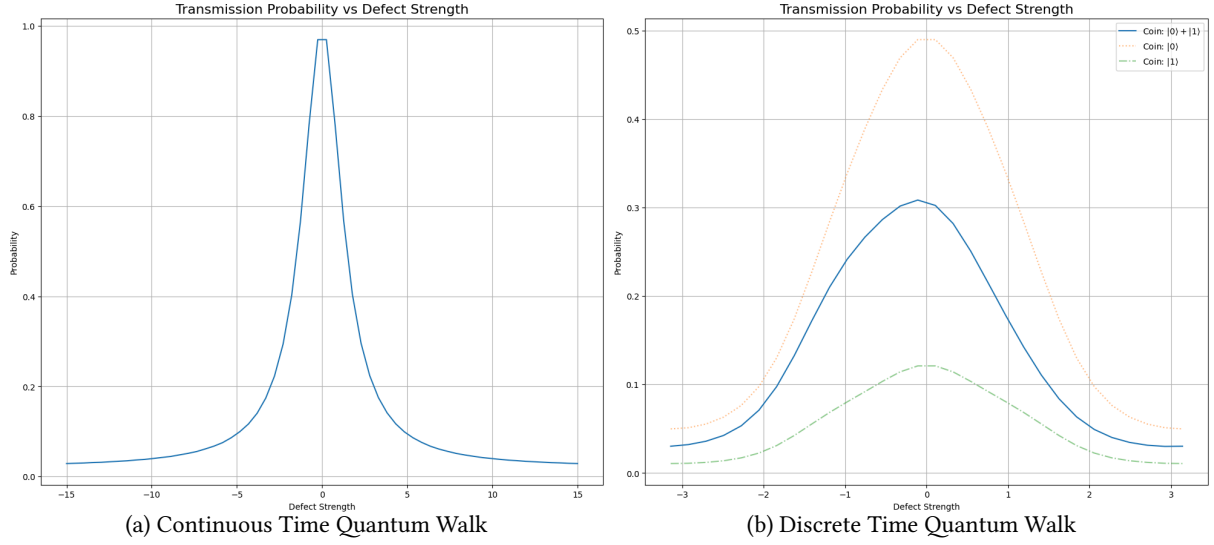 Transmission Probability vs Defect Strength
1.0
0.8
0.6
0.4
0.2
0.0
Probability
−15
−10
−5
0
5
10
15
Defect Strength
(a) Continuous Time Quantum Walk
Transmission Probability vs Defect Strength
Coin: |0⟩ + |1⟩
Coin: |0⟩
Coin: |1⟩
0.5
0.4
0.3
0.2
0.1
0.0
Probability
−3
−2
−1
0
1
2
3
Defect Strength
(b) Discrete Time Quantum Walk